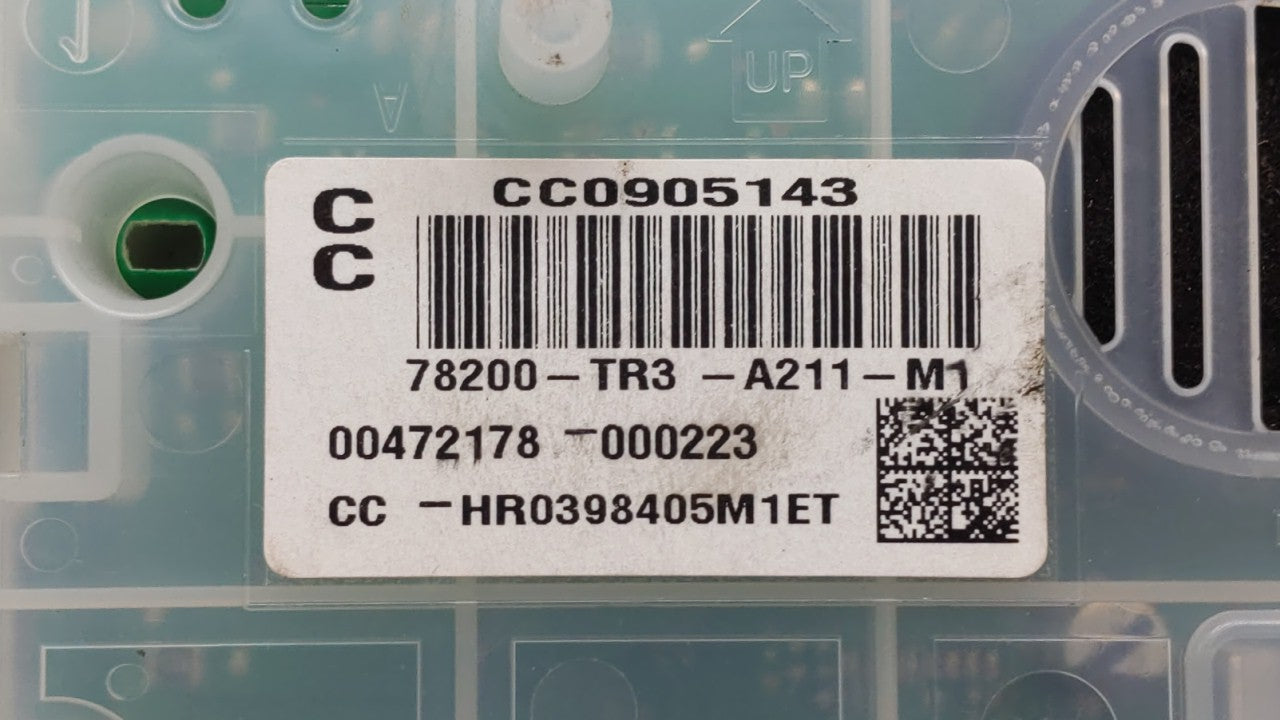 UP
A
C
C
CC0905143
78200-TR3 -A211-M1
00472178 -000223
CC -HR0398405M1ET